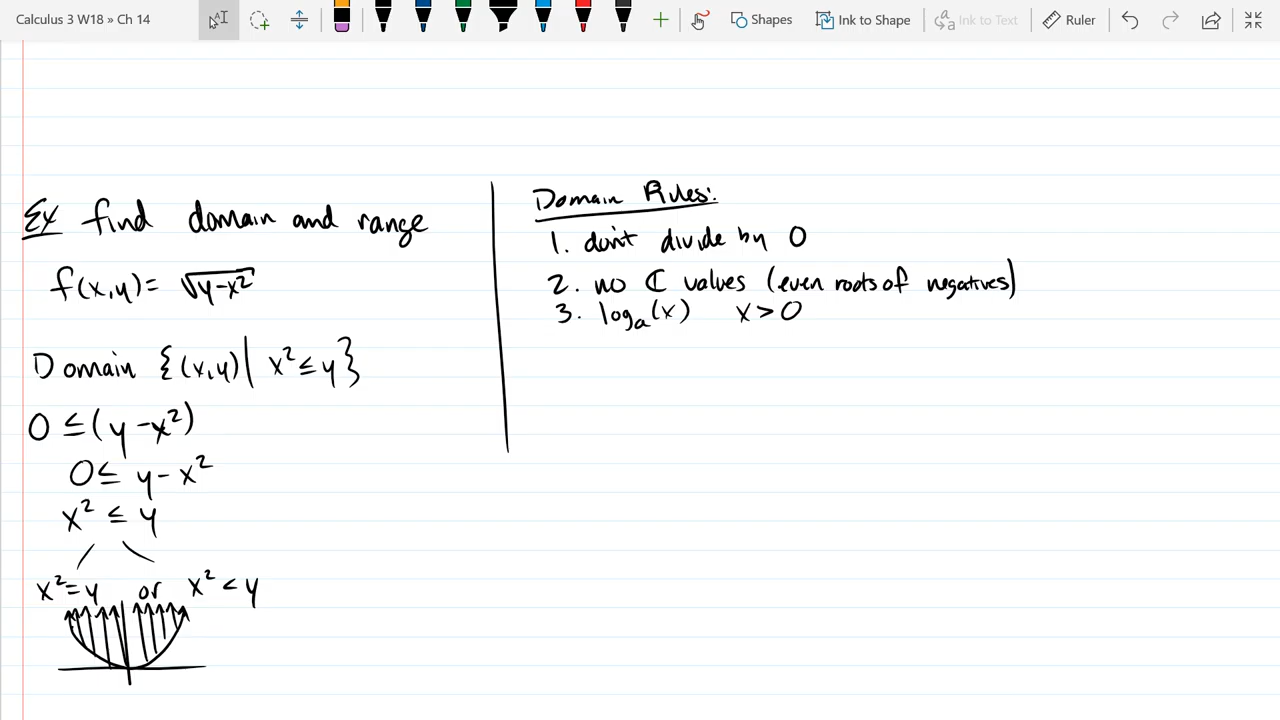 Calculus 3 W18 » Ch 14
Shapes
Ink to Shape
Ink to Text
Ruler
Ex find domain and range
f(x,y)= √y-x²
Domain {(x,y)| x² ≤ y}
0 ≤ (y-x²)
0 ≤ y-x²
x² ≤ y
x²=y or x² < y
Domain Rules:
1. don't divide by 0
2. no ℂ values (even roots of negatives)
3. logₐ(x) x > 0